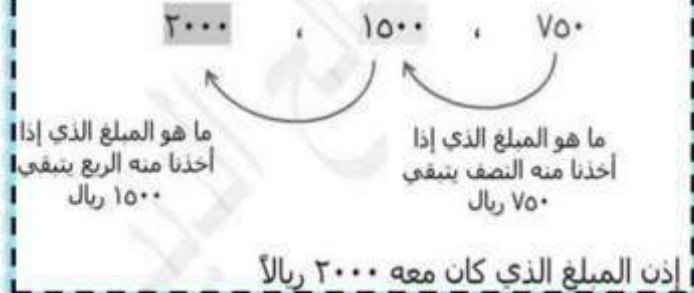 ٧٥٠ ، ١٥٠٠ ، ٢٠٠٠
ما هو المبلغ الذي إذا
أخذنا منه النصف يتبقى
٧٥٠ ريال
ما هو المبلغ الذي إذا
أخذنا منه الربع يتبقى
١٥٠٠ ريال
إذن المبلغ الذي كان معه ٢٠٠٠ ريالاً